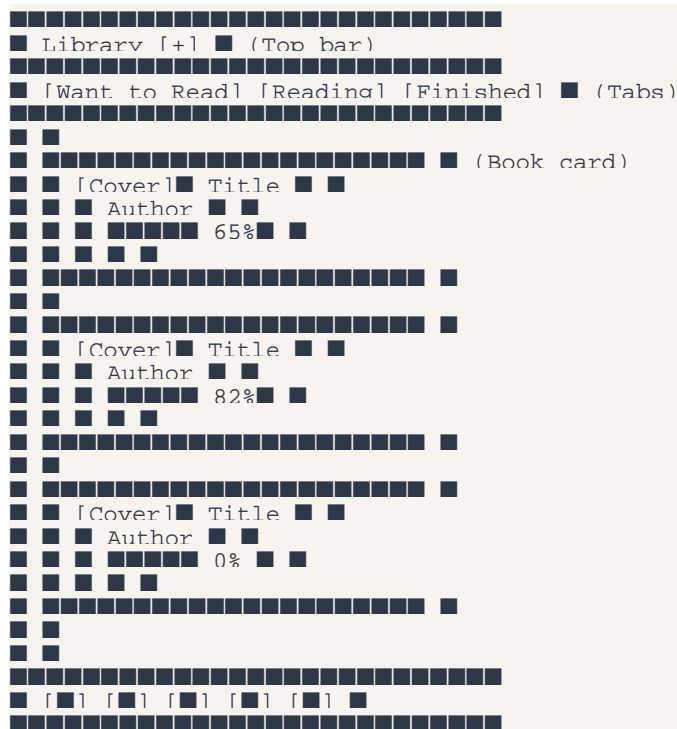 ■■■■■■■■■■■■■■■■■■■■■■■■■■■
■ Library [+] ■ (Top bar)
■■■■■■■■■■■■■■■■■■■■■■■■■■■
■ [Want to Read] [Reading] [Finished] ■ (Tabs)
■■■■■■■■■■■■■■■■■■■■■■■■■■■
■ ■
■ ■■■■■■■■■■■■■■■■■■■■■ ■ (Book card)
■ ■ [Cover]■ Title ■ ■
■ ■ ■ Author ■ ■
■ ■ ■ ■■■■■ 65%■ ■
■ ■ ■ ■ ■
■ ■■■■■■■■■■■■■■■■■■■■■ ■
■ ■
■ ■■■■■■■■■■■■■■■■■■■■■ ■
■ ■ [Cover]■ Title ■ ■
■ ■ ■ Author ■ ■
■ ■ ■ ■■■■■ 82%■ ■
■ ■ ■ ■ ■
■ ■■■■■■■■■■■■■■■■■■■■■ ■
■ ■
■ ■■■■■■■■■■■■■■■■■■■■■ ■
■ ■ [Cover]■ Title ■ ■
■ ■ ■ Author ■ ■
■ ■ ■ ■■■■■ 0% ■ ■
■ ■ ■ ■ ■
■ ■■■■■■■■■■■■■■■■■■■■■ ■
■ ■
■ ■
■■■■■■■■■■■■■■■■■■■■■■■■■■■
■ [■] [■] [■] [■] [■] ■
■■■■■■■■■■■■■■■■■■■■■■■■■■■